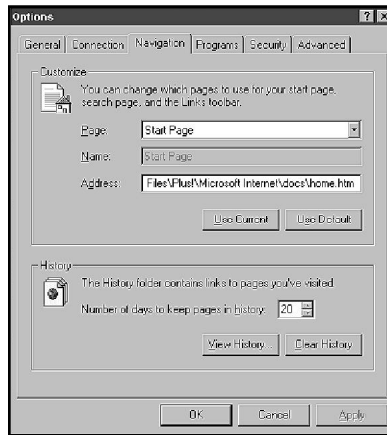 Options
General Connection Navigation Programs Security Advanced
Customize
You can change which pages to use for your start page,
search page, and the Links toolbar.
Page: Start Page
Name: Start Page
Address: Files\Plus!\Microsoft Internet\docs\home.htm
Use Current Use Default
History
The History folder contains links to pages you've visited
Number of days to keep pages in history: 20
View History... Clear History
OK Cancel Apply